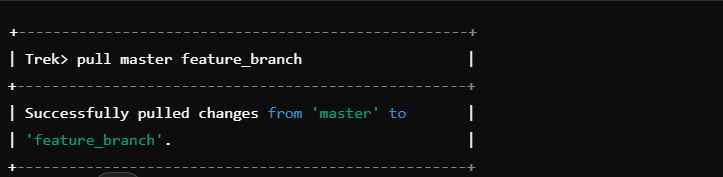 +----------------------------------------------------+
| Trek> pull master feature_branch                   |
+----------------------------------------------------+
| Successfully pulled changes from 'master' to       |
| 'feature_branch'.                                  |
+----------------------------------------------------+